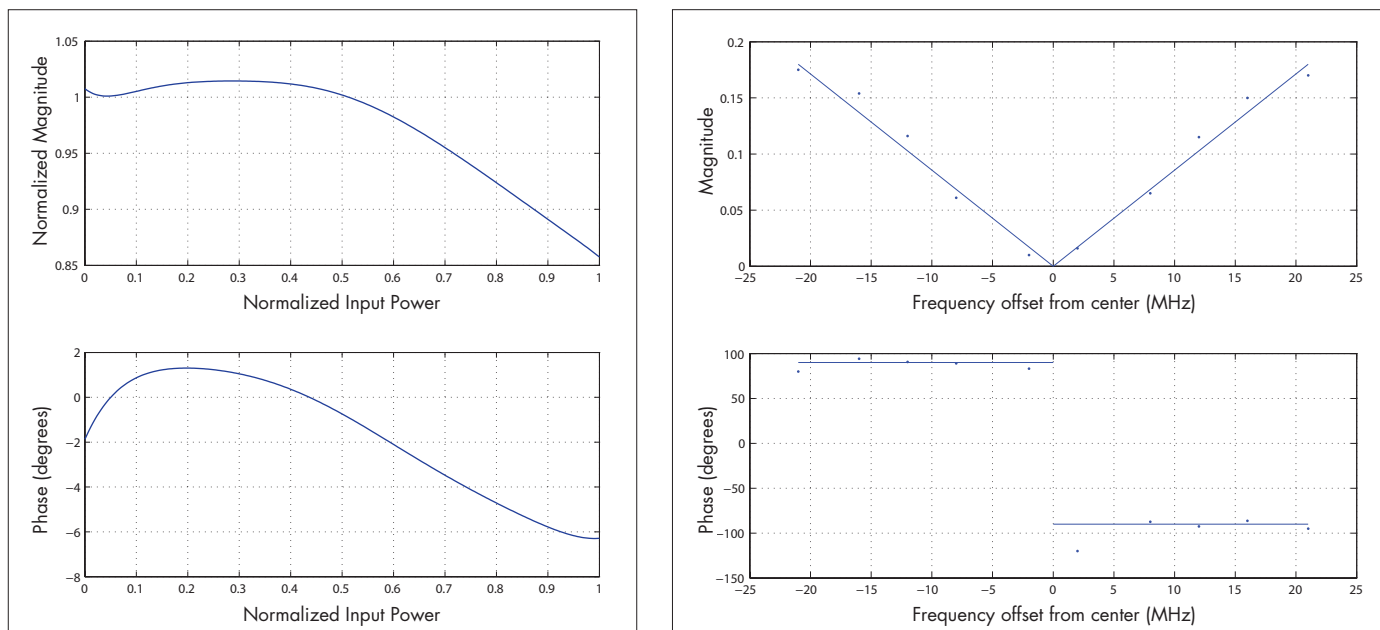 1.05
1
0.95
0.9
0.85
Normalized Magnitude
0 0.1 0.2 0.3 0.4 0.5 0.6 0.7 0.8 0.9 1
Normalized Input Power
2
0
−2
−4
−6
−8
Phase (degrees)
0 0.1 0.2 0.3 0.4 0.5 0.6 0.7 0.8 0.9 1
Normalized Input Power
0.2
0.15
0.1
0.05
0
Magnitude
−25 −20 −15 −10 −5 0 5 10 15 20 25
Frequency offset from center (MHz)
100
50
0
−50
−100
−150
Phase (degrees)
−25 −20 −15 −10 −5 0 5 10 15 20 25
Frequency offset from center (MHz)